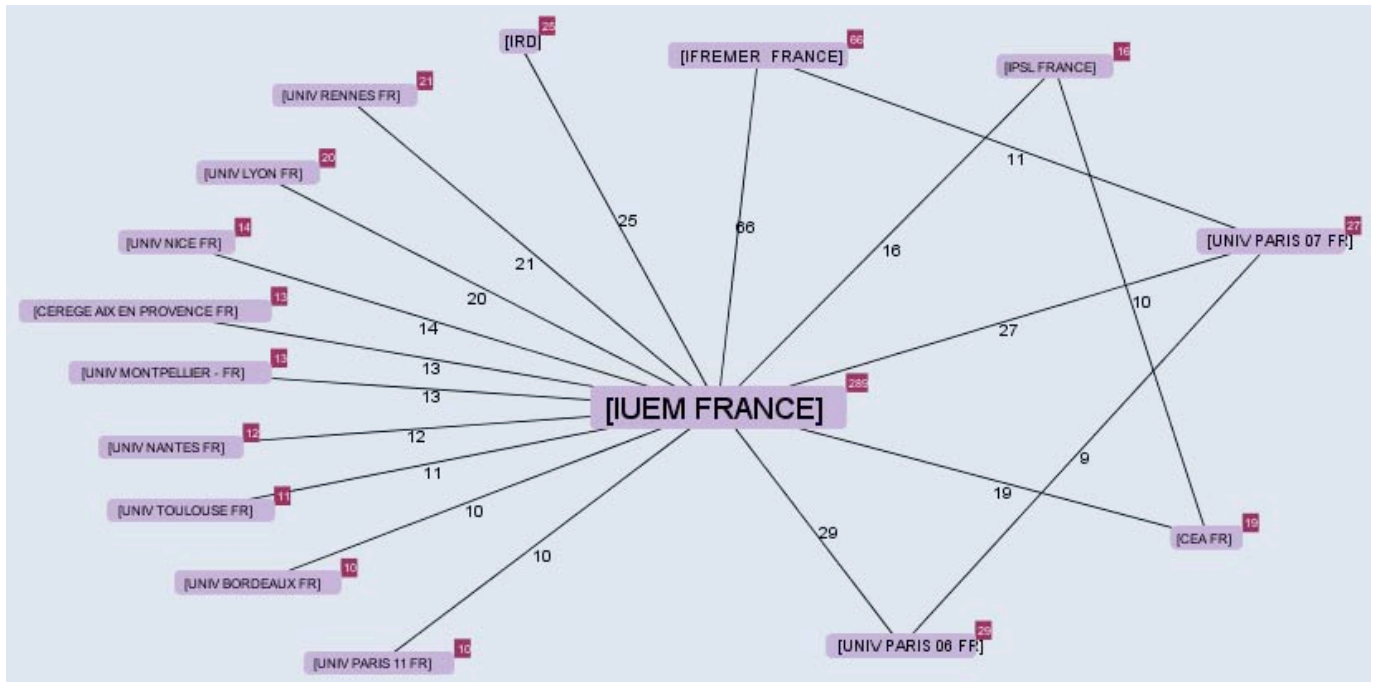 25
[IRD]
66
[IFREMER FRANCE]
16
[IPSL FRANCE]
21
[UNIV RENNES FR]
11
20
[UNIV LYON FR]
14
[UNIV NICE FR]
25
66
27
[UNIV PARIS 07 FR]
16
21
13
[CEREGE AIX EN PROVENCE FR]
20
10
14
27
13
[UNIV MONTPELLIER - FR]
13
13
289
[IUEM FRANCE]
12
[UNIV NANTES FR]
12
11
9
11
[UNIV TOULOUSE FR]
19
10
29
19
[CEA FR]
10
10
[UNIV BORDEAUX FR]
29
[UNIV PARIS 06 FR]
10
[UNIV PARIS 11 FR]